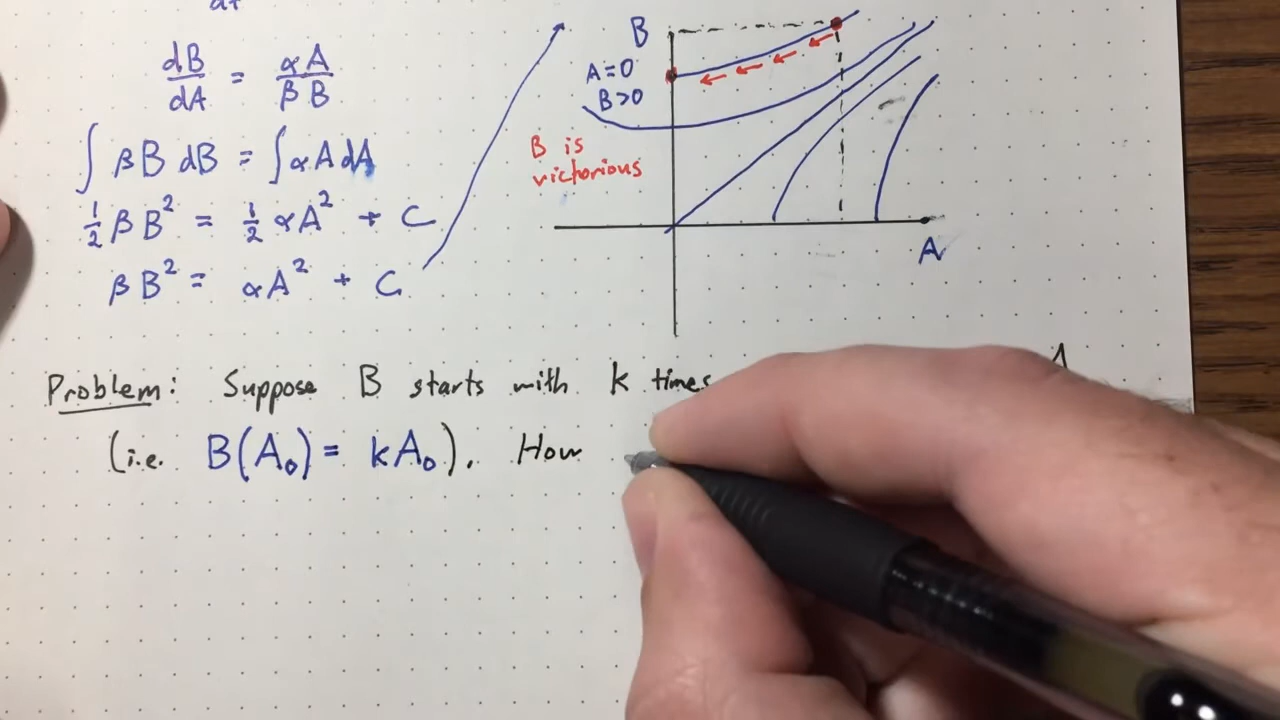 dt
dB/dA = αA/βB
∫ βB dB = ∫ αA dA
1/2 βB² = 1/2 αA² + C
βB² = αA² + C
B
A=0
B>0
B is
victorious
A
Problem: Suppose B starts with k times A
(i.e. B(A₀) = kA₀). How